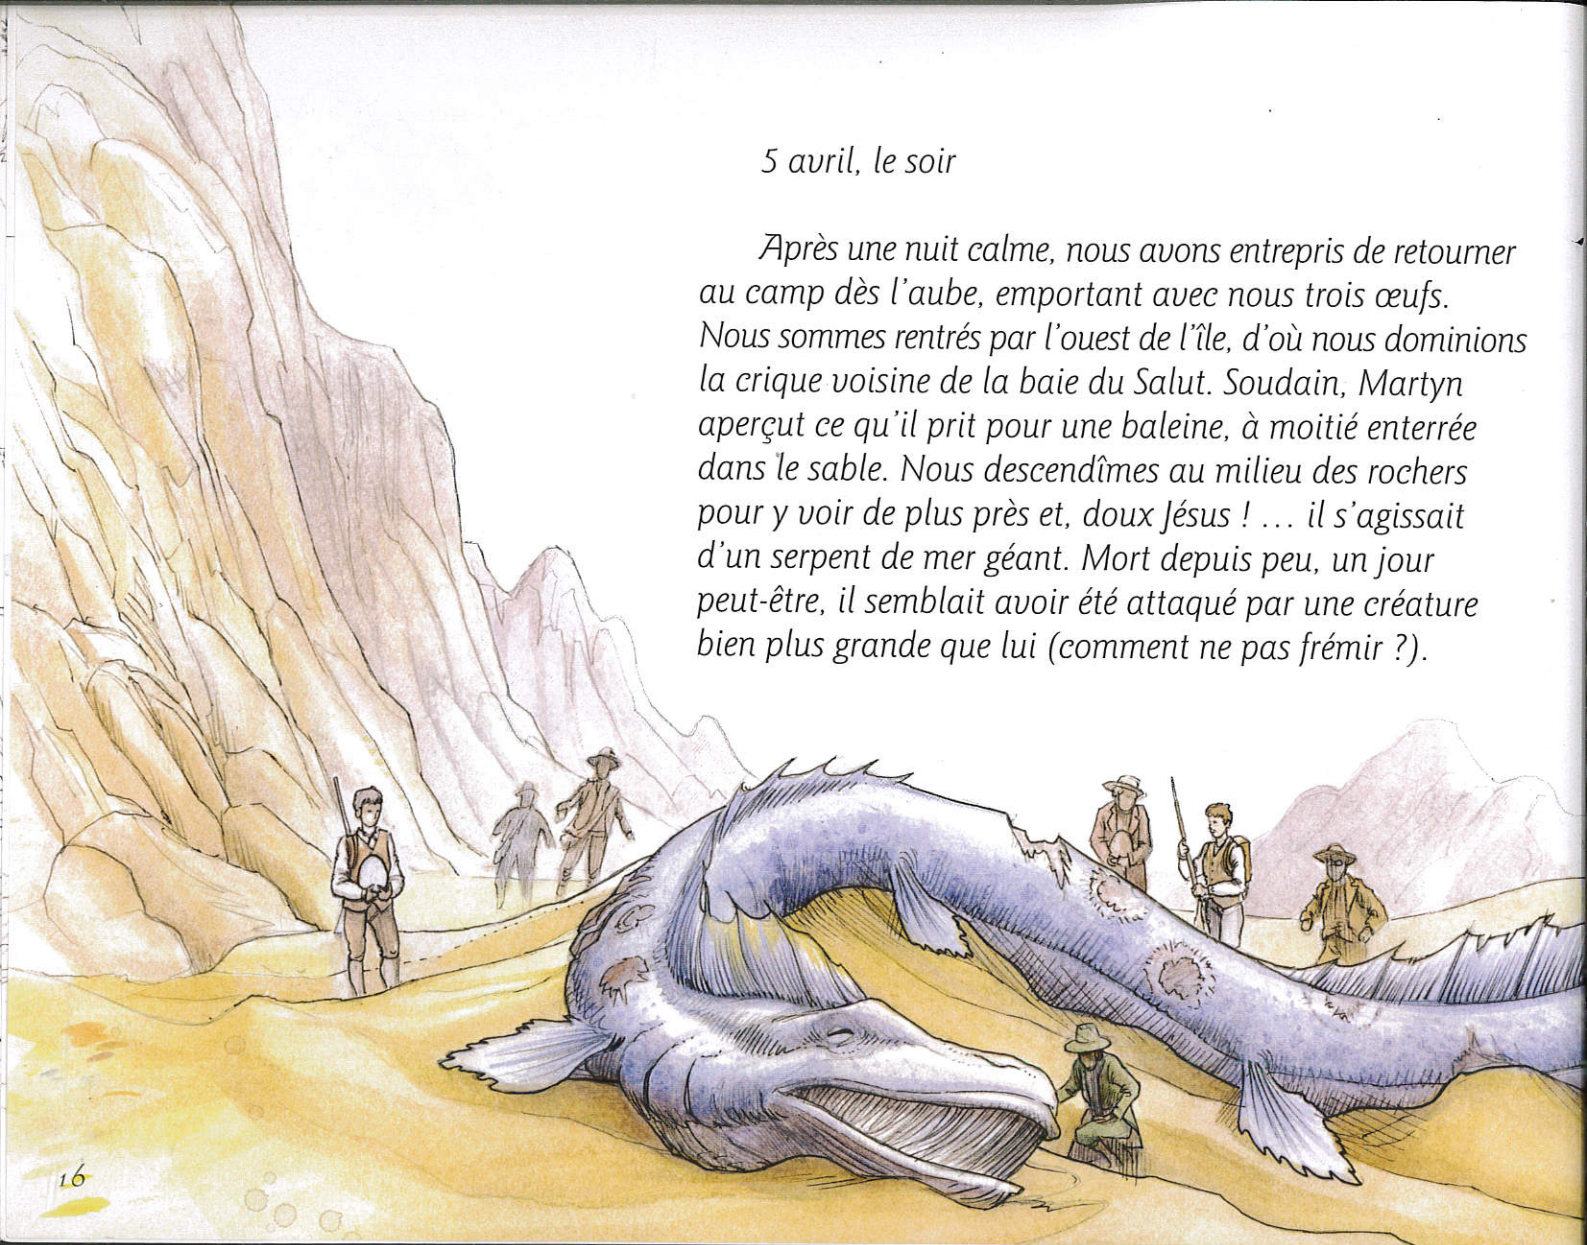 5 avril, le soir
Après une nuit calme, nous avons entrepris de retourner
au camp dès l'aube, emportant avec nous trois œufs.
Nous sommes rentrés par l'ouest de l'île, d'où nous dominions
la crique voisine de la baie du Salut. Soudain, Martyn
aperçut ce qu'il prit pour une baleine, à moitié enterrée
dans le sable. Nous descendîmes au milieu des rochers
pour y voir de plus près et, doux Jésus ! ... il s'agissait
d'un serpent de mer géant. Mort depuis peu, un jour
peut-être, il semblait avoir été attaqué par une créature
bien plus grande que lui (comment ne pas frémir ?).
16